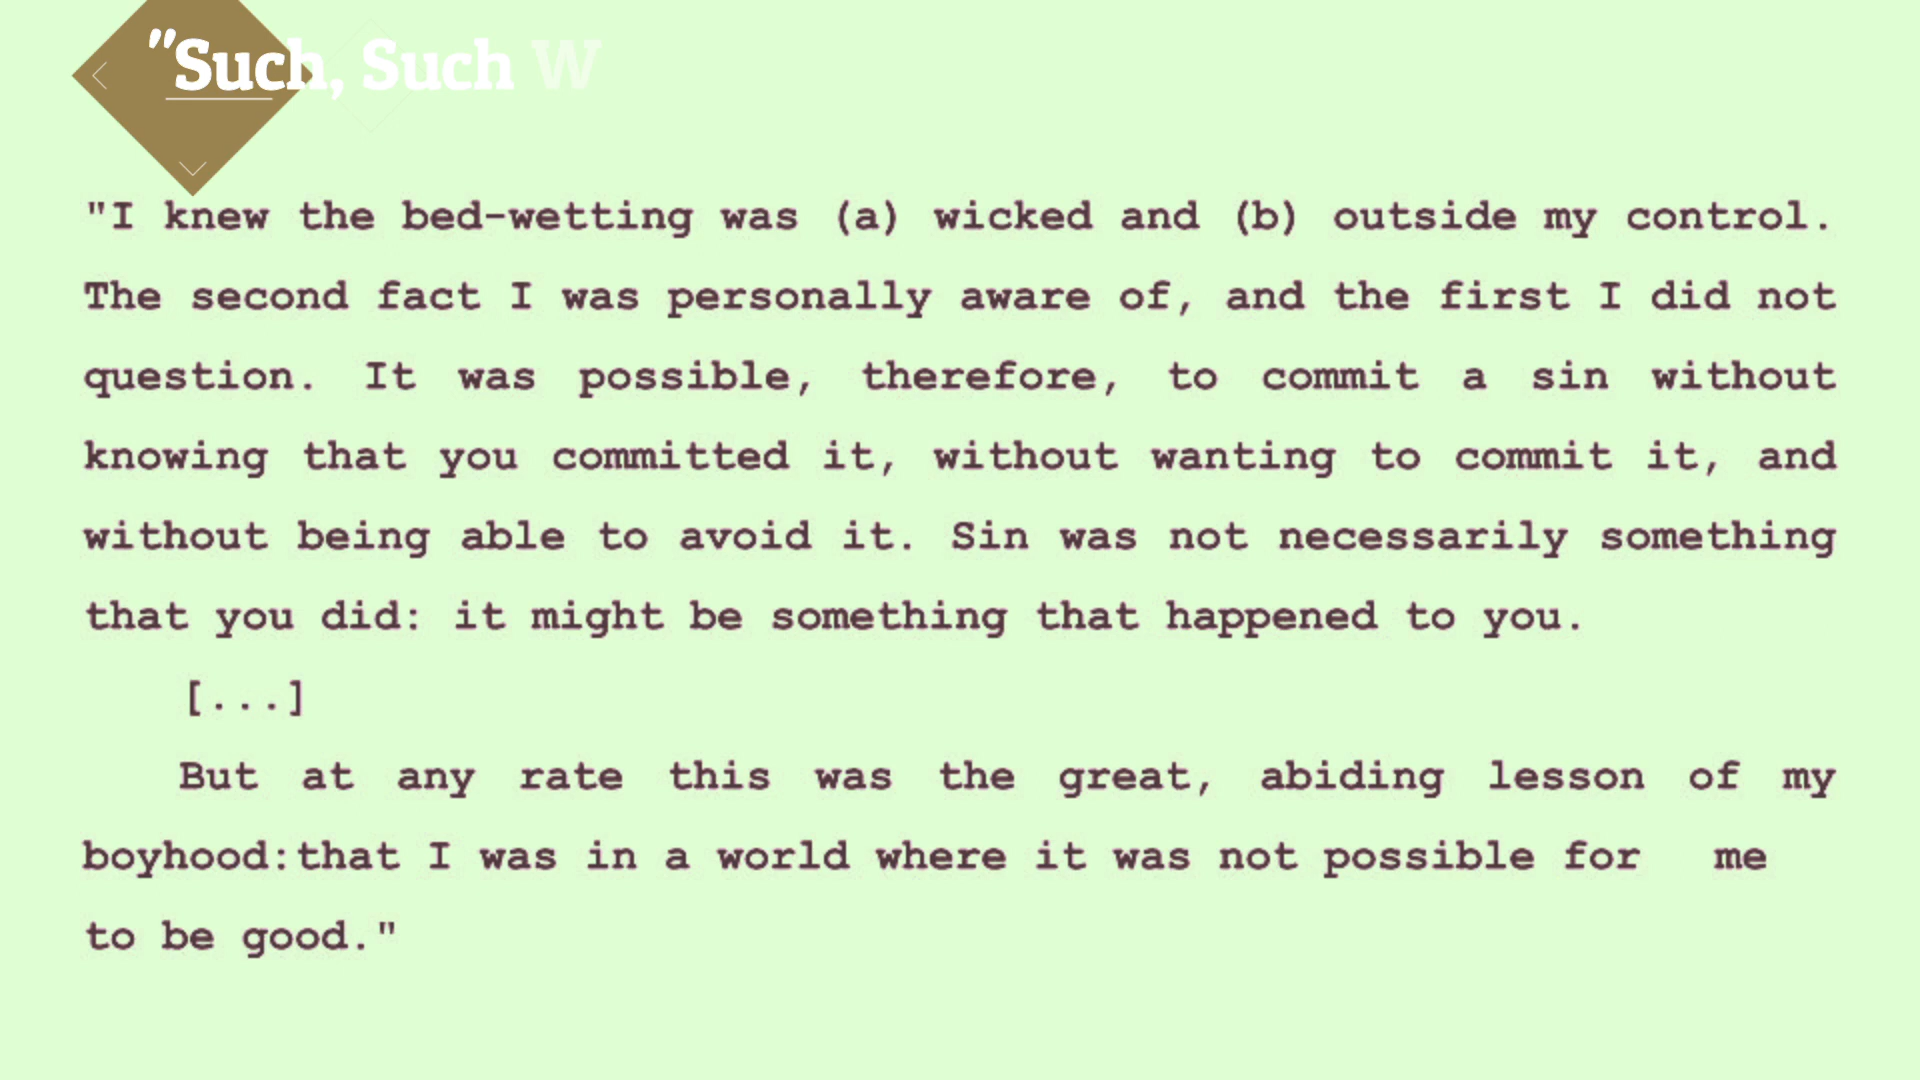 "Such, Such W
"I knew the bed-wetting was (a) wicked and (b) outside my control.
The second fact I was personally aware of, and the first I did not
question. It was possible, therefore, to commit a sin without
knowing that you committed it, without wanting to commit it, and
without being able to avoid it. Sin was not necessarily something
that you did: it might be something that happened to you.
[...]
But at any rate this was the great, abiding lesson of my
boyhood:that I was in a world where it was not possible for me
to be good."